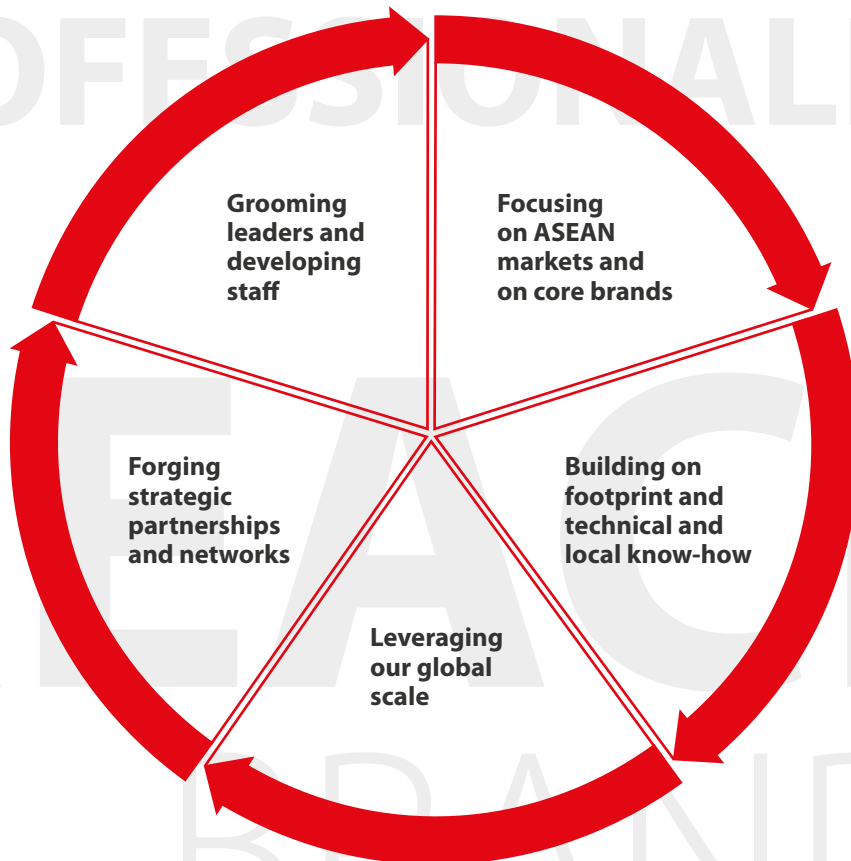 Grooming
leaders and
developing
staff
Focusing
on ASEAN
markets and
on core brands
Forging
strategic
partnerships
and networks
Building on
footprint and
technical and
local know-how
Leveraging
our global
scale